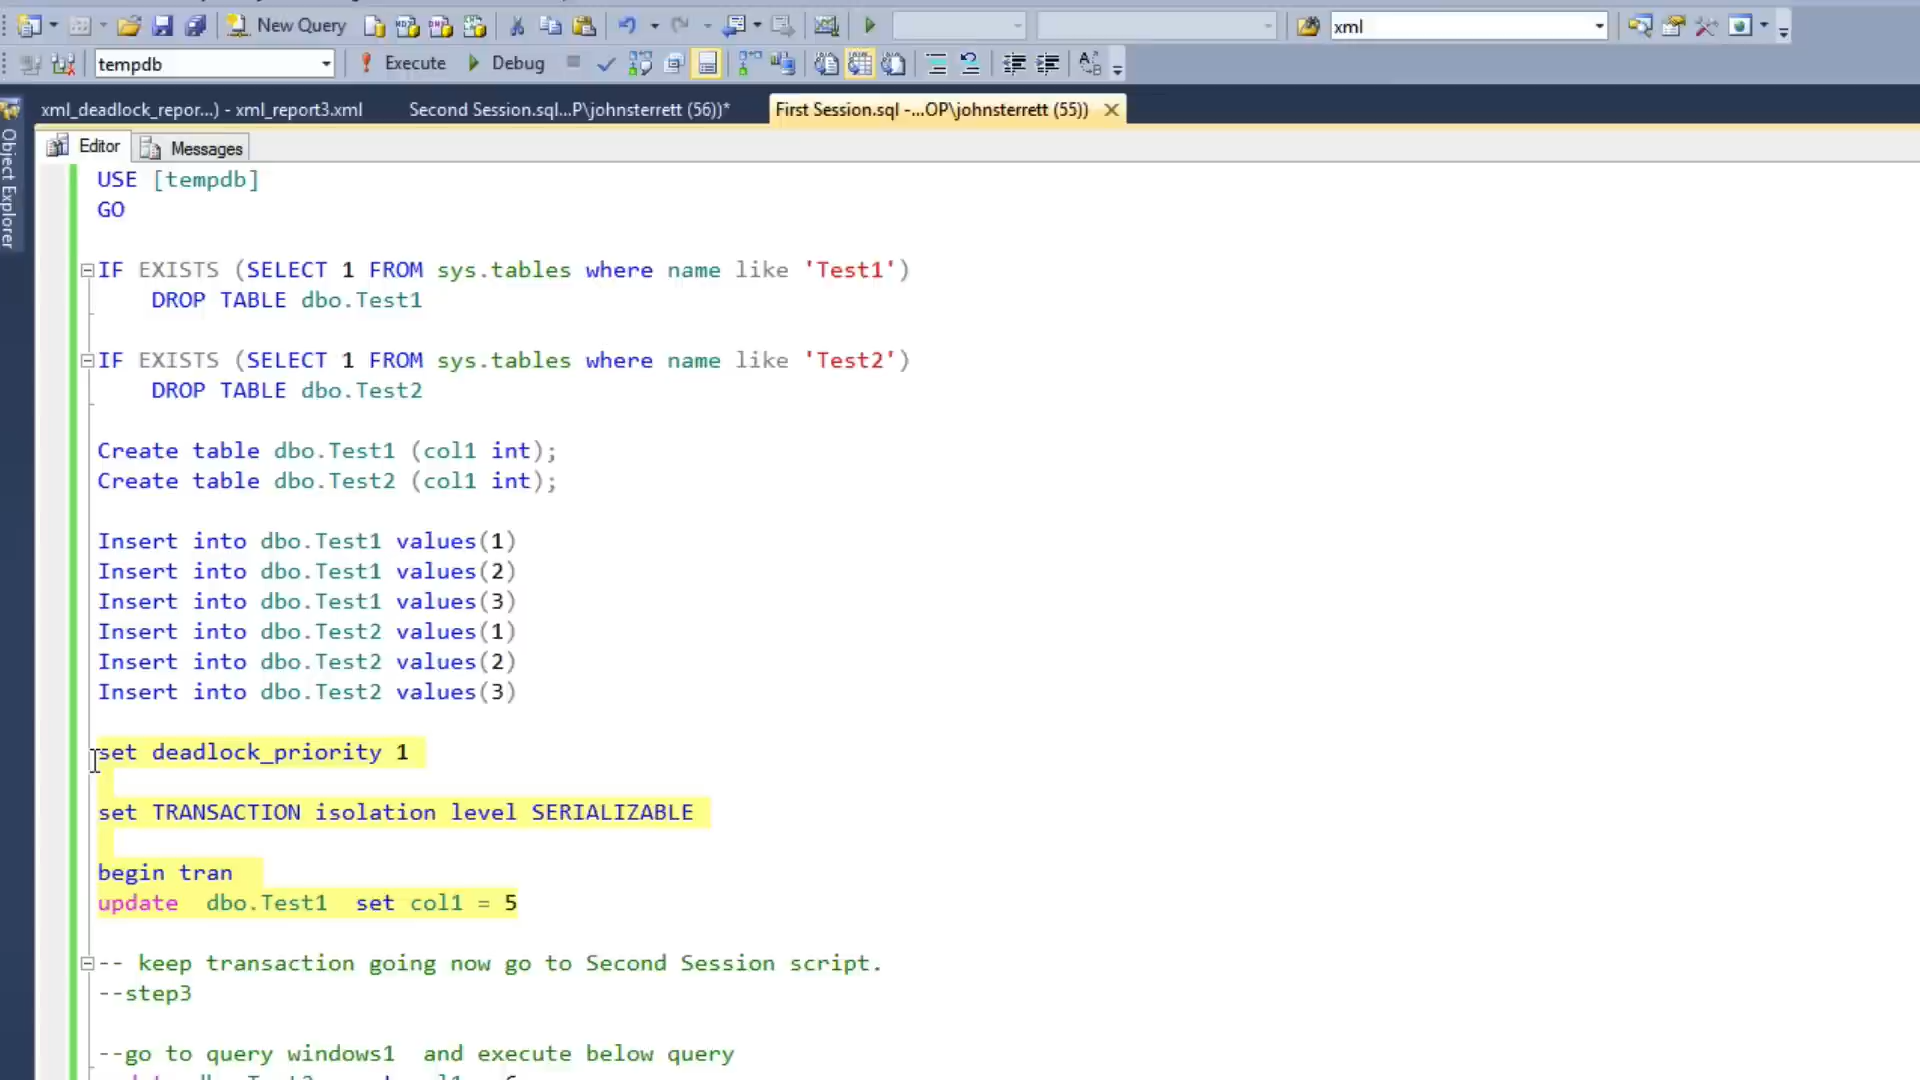 New Query
xml
tempdb
Execute
Debug
xml_deadlock_repor...) - xml_report3.xml
Second Session.sql...P\johnsterrett (56))*
First Session.sql -...OP\johnsterrett (55))
Object Explorer
Editor
Messages
USE [tempdb]
GO
IF EXISTS (SELECT 1 FROM sys.tables where name like 'Test1')
DROP TABLE dbo.Test1
IF EXISTS (SELECT 1 FROM sys.tables where name like 'Test2')
DROP TABLE dbo.Test2
Create table dbo.Test1 (col1 int);
Create table dbo.Test2 (col1 int);
Insert into dbo.Test1 values(1)
Insert into dbo.Test1 values(2)
Insert into dbo.Test1 values(3)
Insert into dbo.Test2 values(1)
Insert into dbo.Test2 values(2)
Insert into dbo.Test2 values(3)
set deadlock_priority 1
set TRANSACTION isolation level SERIALIZABLE
begin tran
update  dbo.Test1  set col1 = 5
-- keep transaction going now go to Second Session script.
--step3
--go to query windows1  and execute below query